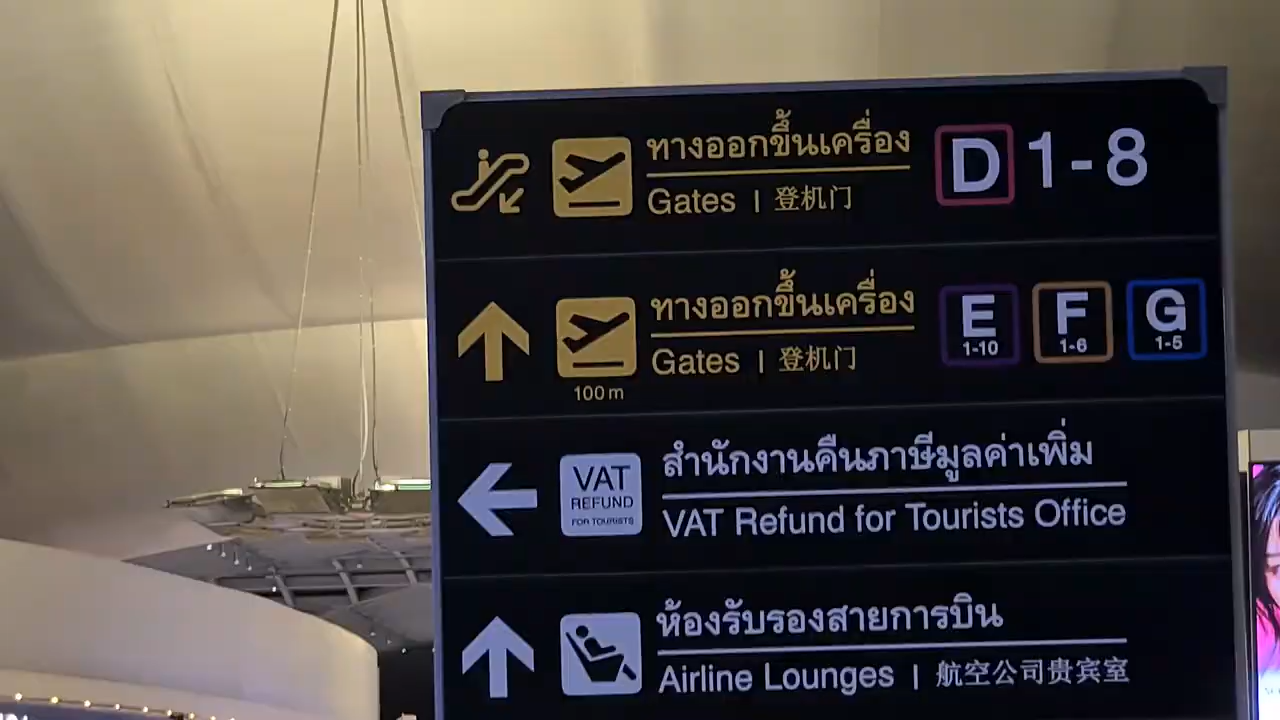 ทางออกขึ้นเครื่อง
Gates | 登机门
D 1-8
ทางออกขึ้นเครื่อง
Gates | 登机门
E F G
1-10 1-6 1-5
100 m
สำนักงานคืนภาษีมูลค่าเพิ่ม
VAT Refund for Tourists Office
VAT
REFUND
FOR TOURISTS
ห้องรับรองสายการบิน
Airline Lounges | 航空公司贵宾室